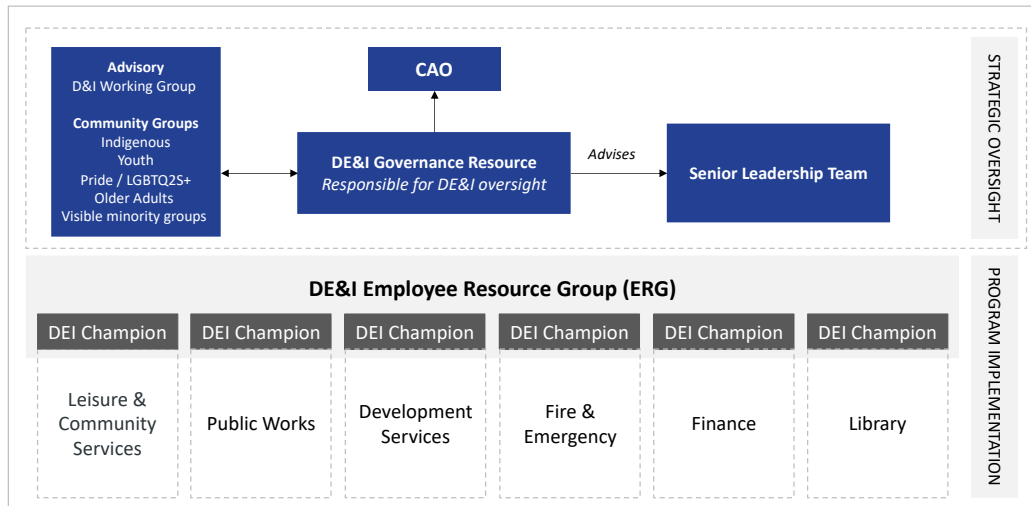 Advisory
D&I Working Group
Community Groups
Indigenous
Youth
Pride / LGBTQ2S+
Older Adults
Visible minority groups
CAO
DE&I Governance Resource
Responsible for DE&I oversight
Advises
Senior Leadership Team
STRATEGIC OVERSIGHT
DE&I Employee Resource Group (ERG)
DEI Champion
DEI Champion
DEI Champion
DEI Champion
DEI Champion
DEI Champion
Leisure &
Community
Services
Public Works
Development
Services
Fire &
Emergency
Finance
Library
PROGRAM IMPLEMENTATION